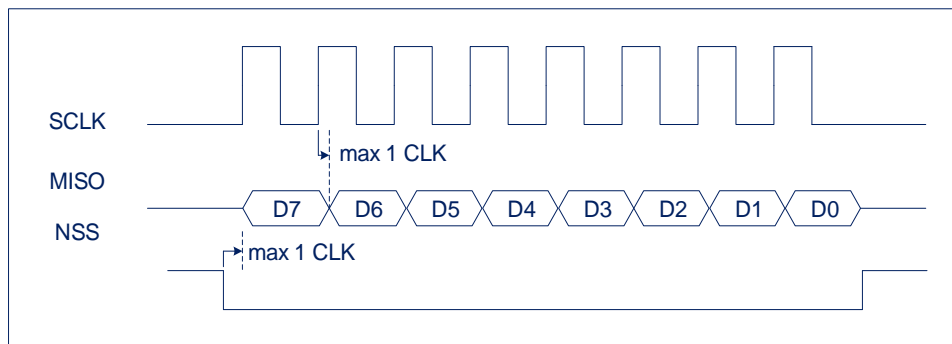 SCLK
max 1 CLK
MISO
D7 D6 D5 D4 D3 D2 D1 D0
NSS
max 1 CLK